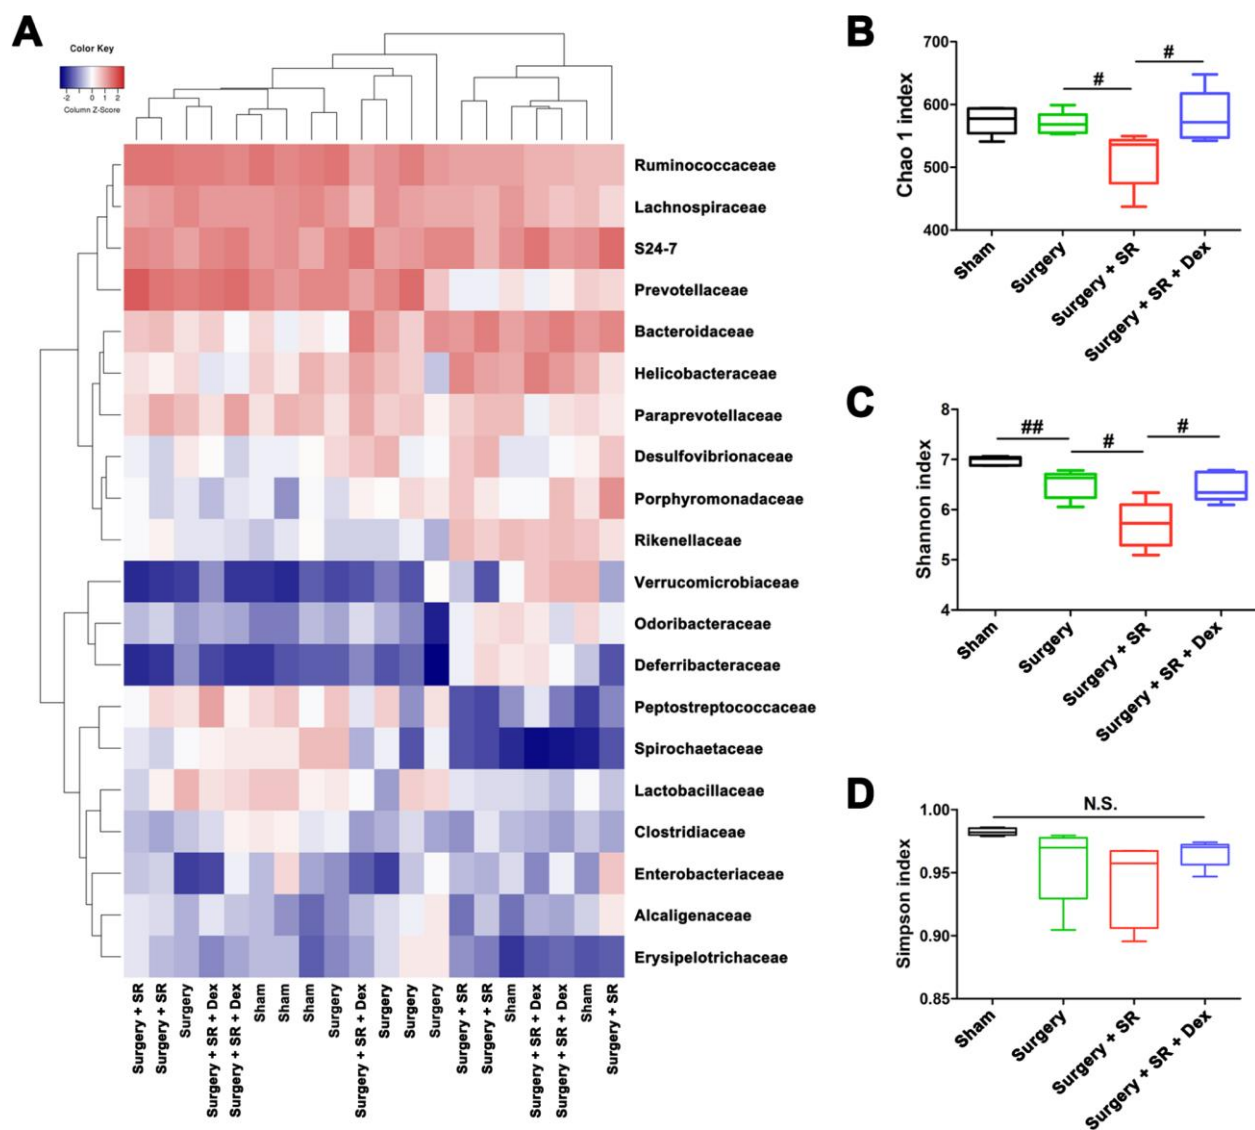 A
Color Key
-2 0 1 2
Column Z-Score
Ruminococcaceae
Lachnospiraceae
S24-7
Prevotellaceae
Bacteroidaceae
Helicobacteraceae
Paraprevotellaceae
Desulfovibrionaceae
Porphyromonadaceae
Rikenellaceae
Verrucomicrobiaceae
Odoribacteraceae
Deferribacteraceae
Peptostreptococcaceae
Spirochaetaceae
Lactobacillaceae
Clostridiaceae
Enterobacteriaceae
Alcaligenaceae
Erysipelotrichaceae
Surgery + SR
Surgery + SR
Surgery
Surgery + SR + Dex
Surgery + SR + Dex
Sham
Sham
Sham
Surgery
Surgery + SR + Dex
Surgery
Surgery
Surgery
Surgery + SR
Surgery + SR
Sham
Surgery + SR + Dex
Surgery + SR + Dex
Sham
Surgery + SR
B
Chao 1 index
700
600
500
400
#
#
Sham
Surgery
Surgery + SR
Surgery + SR + Dex
C
Shannon index
8
7
6
5
4
##
#
#
Sham
Surgery
Surgery + SR
Surgery + SR + Dex
D
Simpson index
1.00
0.95
0.90
0.85
N.S.
Sham
Surgery
Surgery + SR
Surgery + SR + Dex